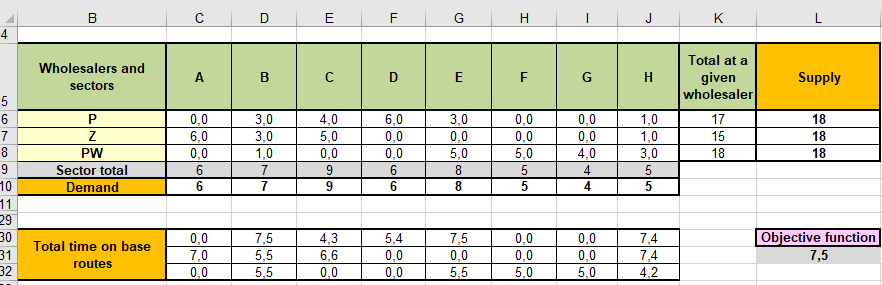 B C D E F G H I J K L
4
5 Wholesalers and sectors A B C D E F G H Total at a given wholesaler Supply
6 P 0,0 3,0 4,0 6,0 3,0 0,0 0,0 1,0 17 18
7 Z 6,0 3,0 5,0 0,0 0,0 0,0 0,0 1,0 15 18
8 PW 0,0 1,0 0,0 0,0 5,0 5,0 4,0 3,0 18 18
9 Sector total 6 7 9 6 8 5 4 5
10 Demand 6 7 9 6 8 5 4 5
11
29
30 Total time on base routes 0,0 7,5 4,3 5,4 7,5 0,0 0,0 7,4 Objective function
31 7,0 5,5 6,6 0,0 0,0 0,0 0,0 7,4 7,5
32 0,0 5,5 0,0 0,0 5,5 5,0 5,0 4,2